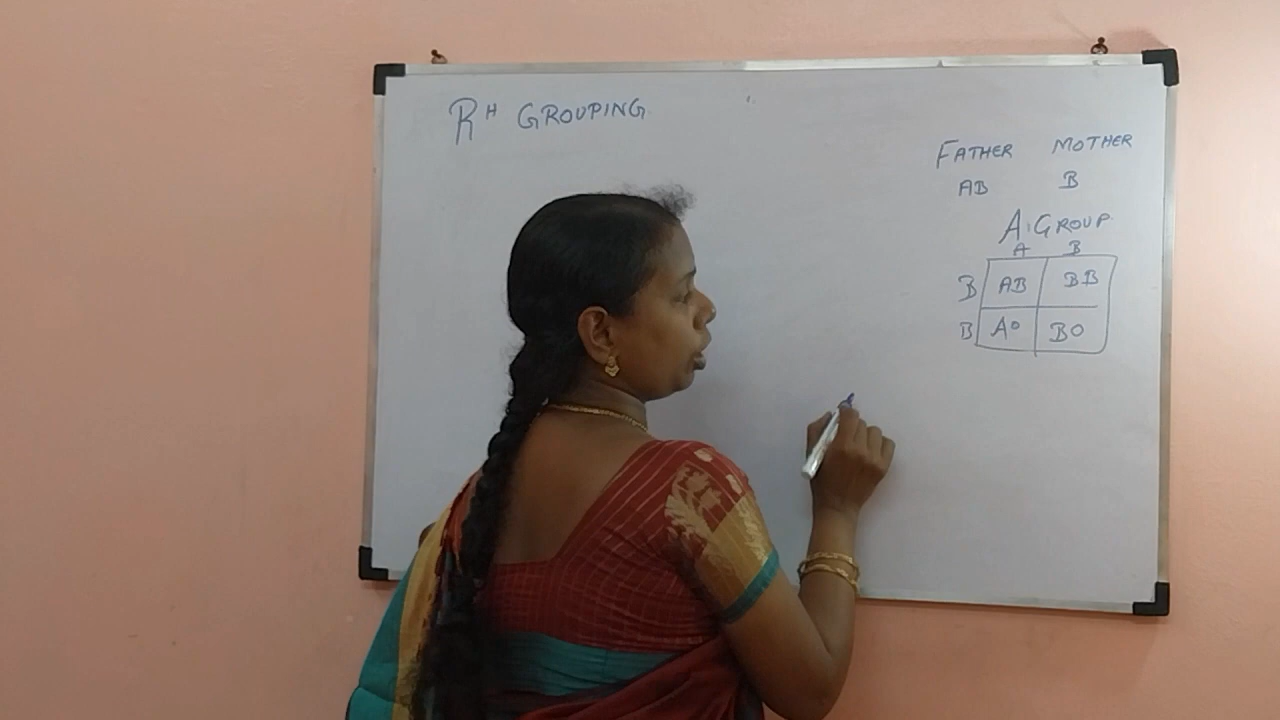 RH GROUPING
FATHER MOTHER
AB B
A GROUP
A B
B AB BB
B AO BO